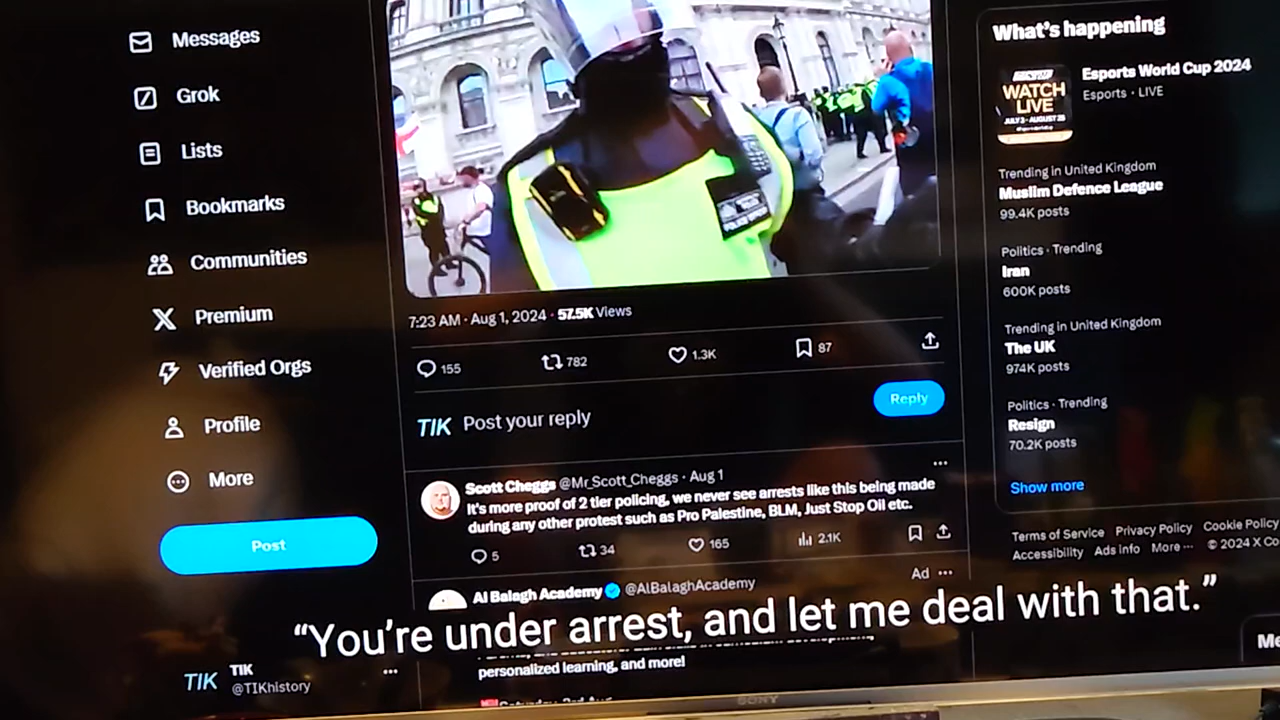 Messages
Grok
Lists
Bookmarks
Communities
Premium
Verified Orgs
Profile
More
Post
TIK
@TIKhistory
7:23 AM · Aug 1, 2024 · 57.5K Views
155
782
1.3K
87
TIK Post your reply
Reply
Scott Cheggs @Mr_Scott_Cheggs · Aug 1
It's more proof of 2 tier policing, we never see arrests like this being made
during any other protest such as Pro Palestine, BLM, Just Stop Oil etc.
5
34
165
2.1K
Al Balagh Academy @AlBalaghAcademy
Ad
personalized learning, and more!
"You're under arrest, and let me deal with that."
What's happening
WATCH
LIVE
Esports World Cup 2024
Esports · LIVE
Trending in United Kingdom
Muslim Defence League
99.4K posts
Politics · Trending
Iran
600K posts
Trending in United Kingdom
The UK
974K posts
Politics · Trending
Resign
70.2K posts
Show more
Terms of Service Privacy Policy Cookie Policy
Accessibility Ads info More © 2024 X Co
Me
SONY